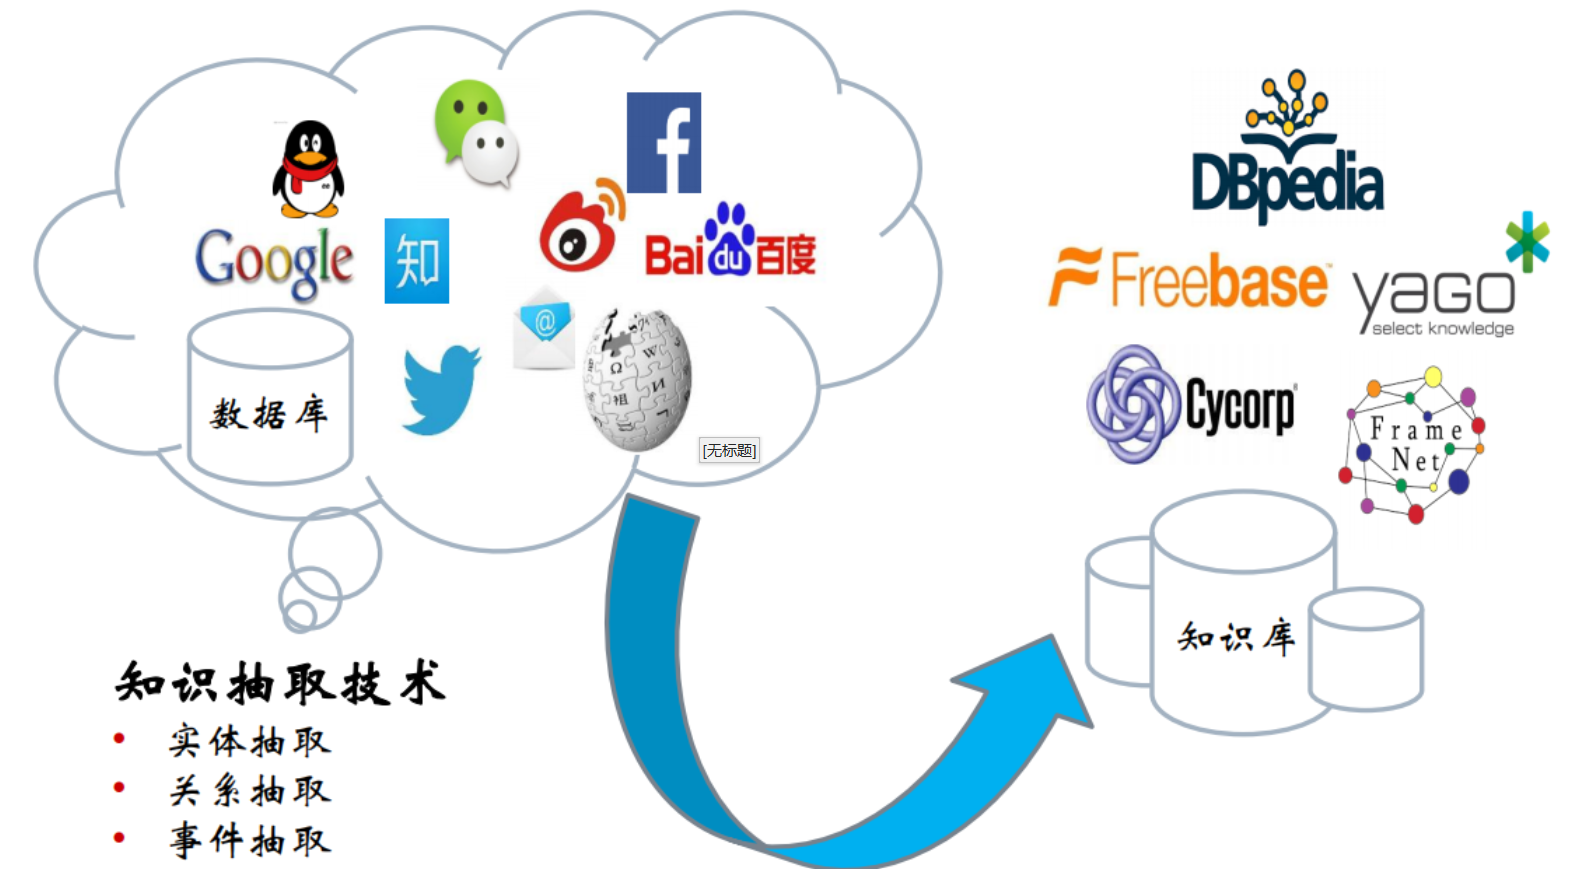 Google
知
Bai du 百度
@
W
Ω
И
祖
数据库
[无标题]
知识抽取技术
• 实体抽取
• 关系抽取
• 事件抽取
DBpedia
Freebase™
yaGO
select knowledge
Cycorp®
Frame
Net
知识库